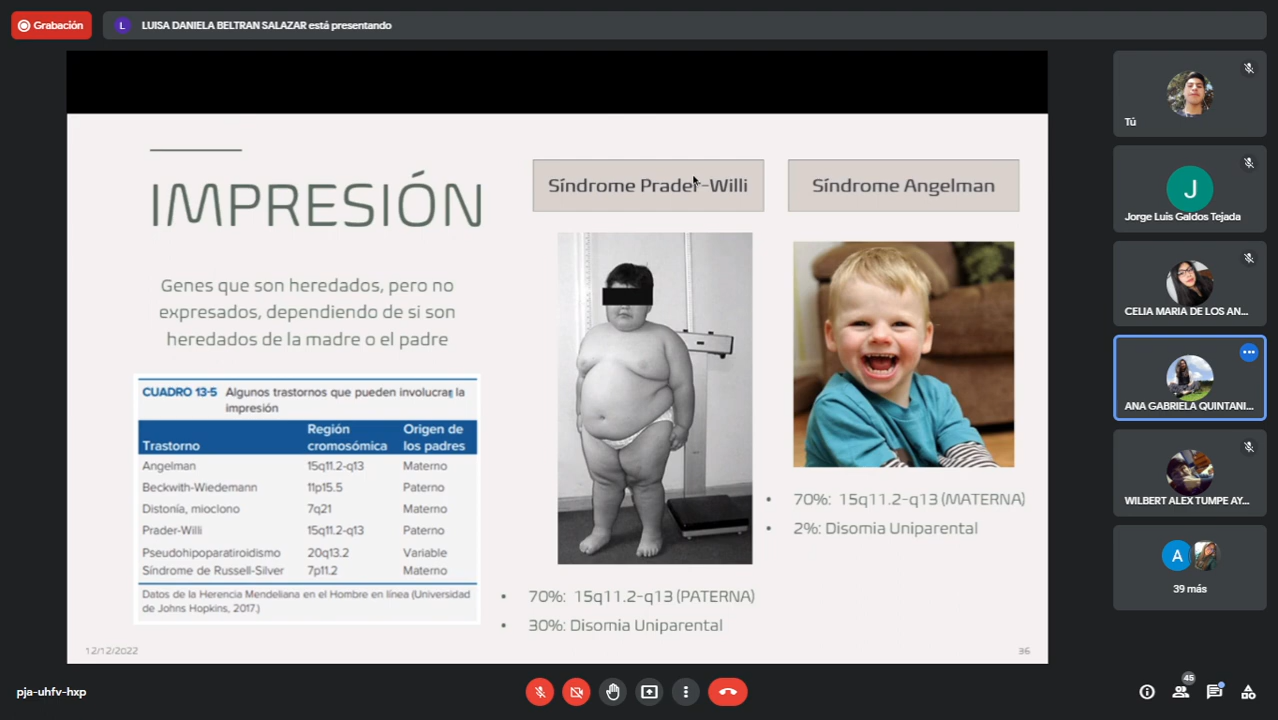 Grabación
L
LUISA DANIELA BELTRAN SALAZAR está presentando
IMPRESIÓN
Genes que son heredados, pero no
expresados, dependiendo de si son
heredados de la madre o el padre
CUADRO 13-5 Algunos trastornos que pueden involucrar la
impresión
Trastorno Región cromosómica Origen de los padres
Angelman 15q11.2-q13 Materno
Beckwith-Wiedemann 11p15.5 Paterno
Distonía, mioclono 7q21 Materno
Prader-Willi 15q11.2-q13 Paterno
Pseudohipoparatiroidismo 20q13.2 Variable
Síndrome de Russell-Silver 7p11.2 Materno
Datos de la Herencia Mendeliana en el Hombre en línea (Universidad
de Johns Hopkins, 2017.)
12/12/2022
Síndrome Prader-Willi
• 70%: 15q11.2-q13 (PATERNA)
• 30%: Disomia Uniparental
Síndrome Angelman
• 70%: 15q11.2-q13 (MATERNA)
• 2%: Disomia Uniparental
36
Tú
J
Jorge Luis Galdos Tejada
CELIA MARIA DE LOS AN...
ANA GABRIELA QUINTANI...
WILBERT ALEX TUMPE AY...
A
39 más
pja-uhfv-hxp
45